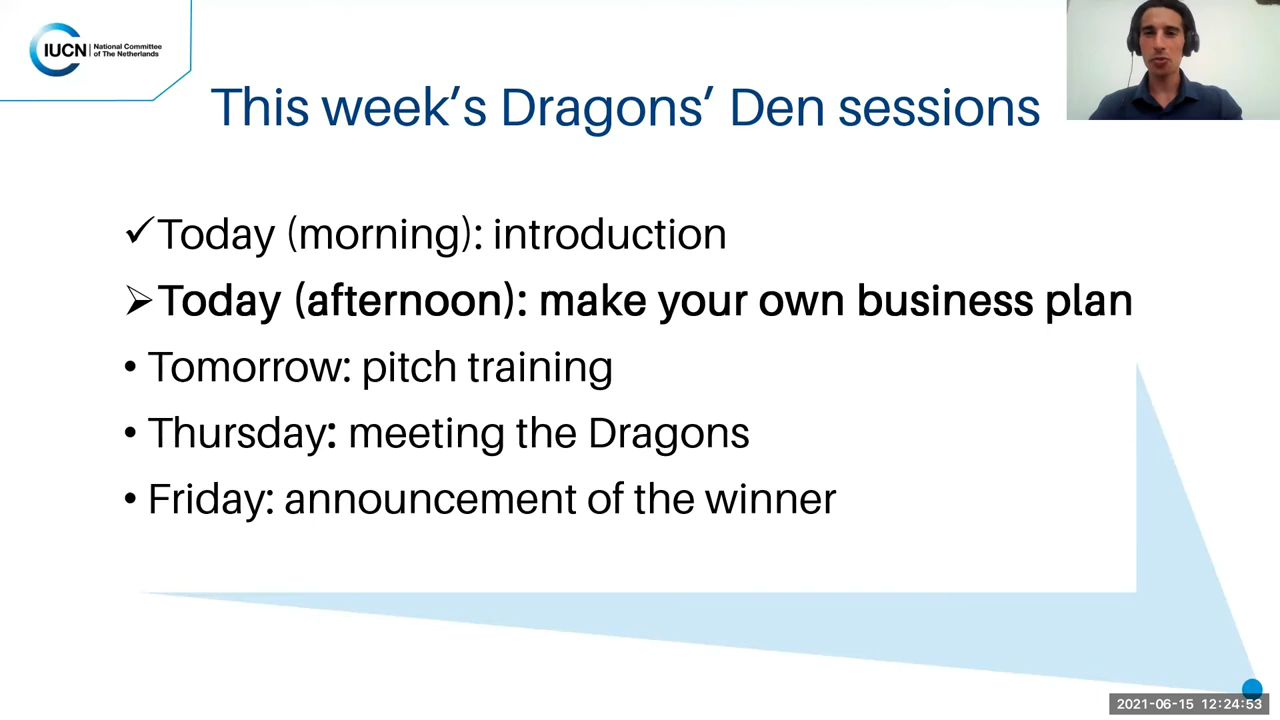 IUCN National Committee of The Netherlands
This week's Dragons' Den sessions
✓Today (morning): introduction
➢Today (afternoon): make your own business plan
• Tomorrow: pitch training
• Thursday: meeting the Dragons
• Friday: announcement of the winner
2021-06-15 12:24:53